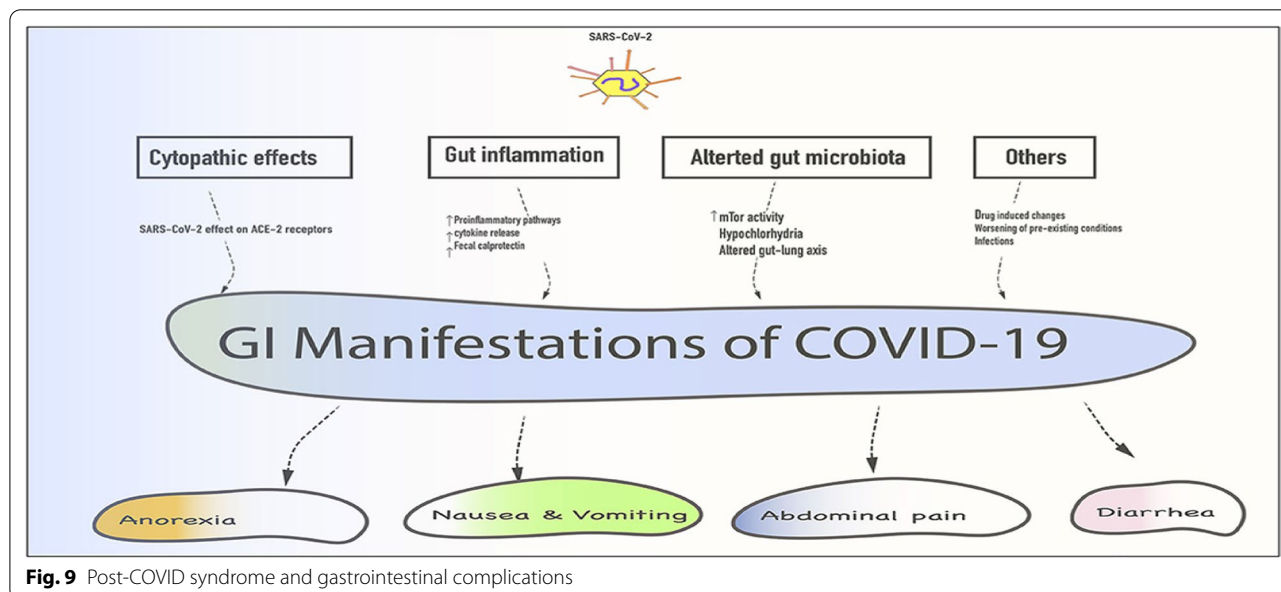 SARS-CoV-2
Cytopathic effects
Gut inflammation
Alterted gut microbiota
Others
SARS-CoV-2 effect on ACE-2 receptors
↑ Proinflammatory pathways
↑ cytokine release
↑ Fecal calprotectin
↑ mTor activity
Hypochlorhydria
Altered gut-lung axis
Drug induced changes
Worsening of pre-existing conditions
Infections
GI Manifestations of COVID-19
Anorexia
Nausea & Vomiting
Abdominal pain
Diarrhea
Fig. 9 Post-COVID syndrome and gastrointestinal complications